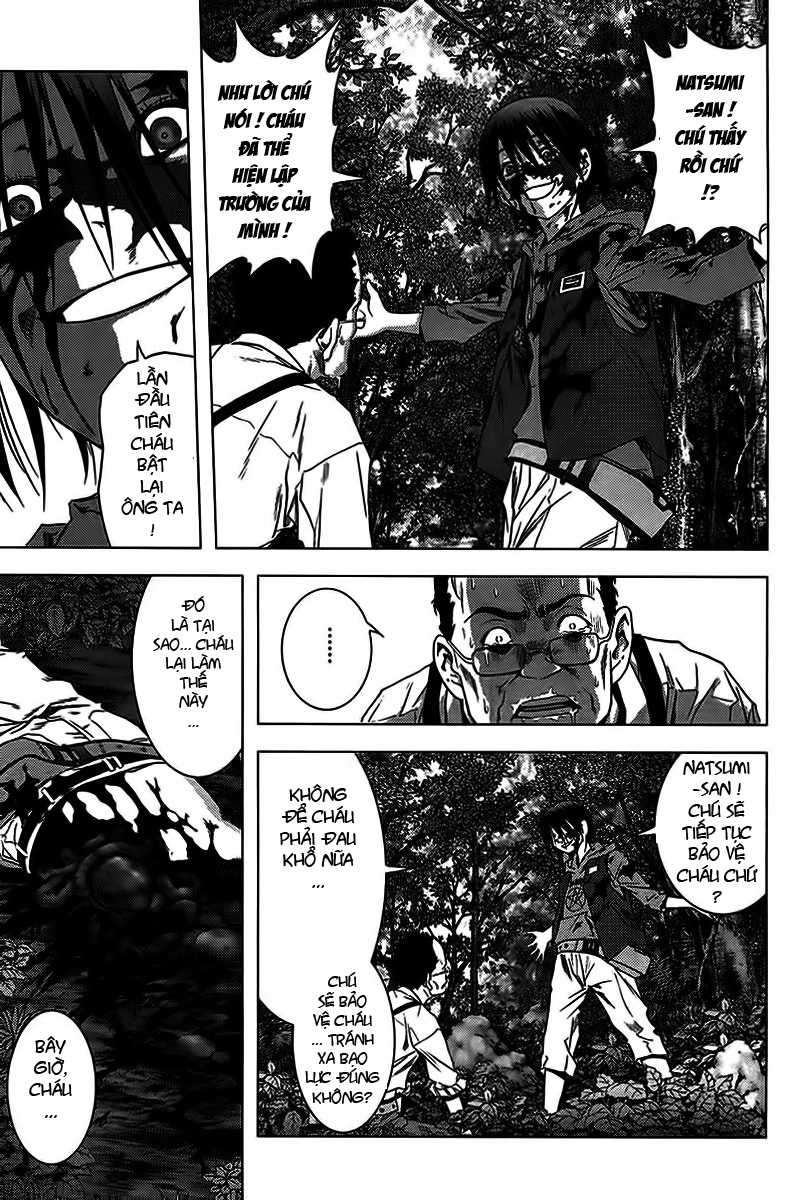 NATSUMI
-SAN !
CHÚ THẤY
RỒI CHỨ
!?
NHƯ LỜI CHÚ
NÓI ! CHÁU
ĐÃ THỂ
HIỆN LẬP
TRƯỜNG CỦA
MÌNH !
LẦN
ĐẦU
TIÊN
CHÁU
BẬT
LẠI
ÔNG TA
!
......
NATSUMI
-SAN !
CHÚ SẼ
TIẾP TỤC
BẢO VỆ
CHÁU CHỨ
?
KHÔNG
ĐỂ CHÁU
PHẢI ĐAU
KHỔ NỮA
...
CHÚ
SẼ BẢO
VỆ CHÁU
... TRÁNH
XA BẠO
LỰC ĐÚNG
KHÔNG?
ĐÓ
LÀ TẠI
SAO... CHÁU
LẠI LÀM
THẾ
NÀY
...
BÂY
GIỜ,
CHÁU
...